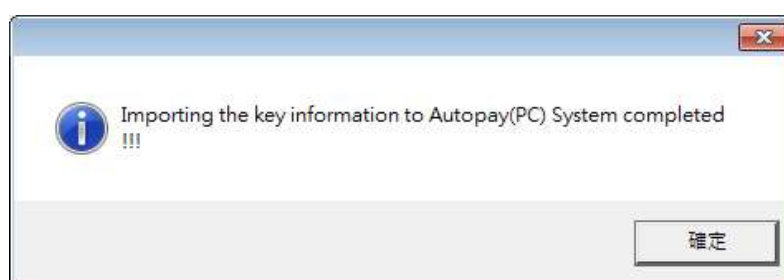 Importing the key information to Autopay(PC) System completed
!!!
確定